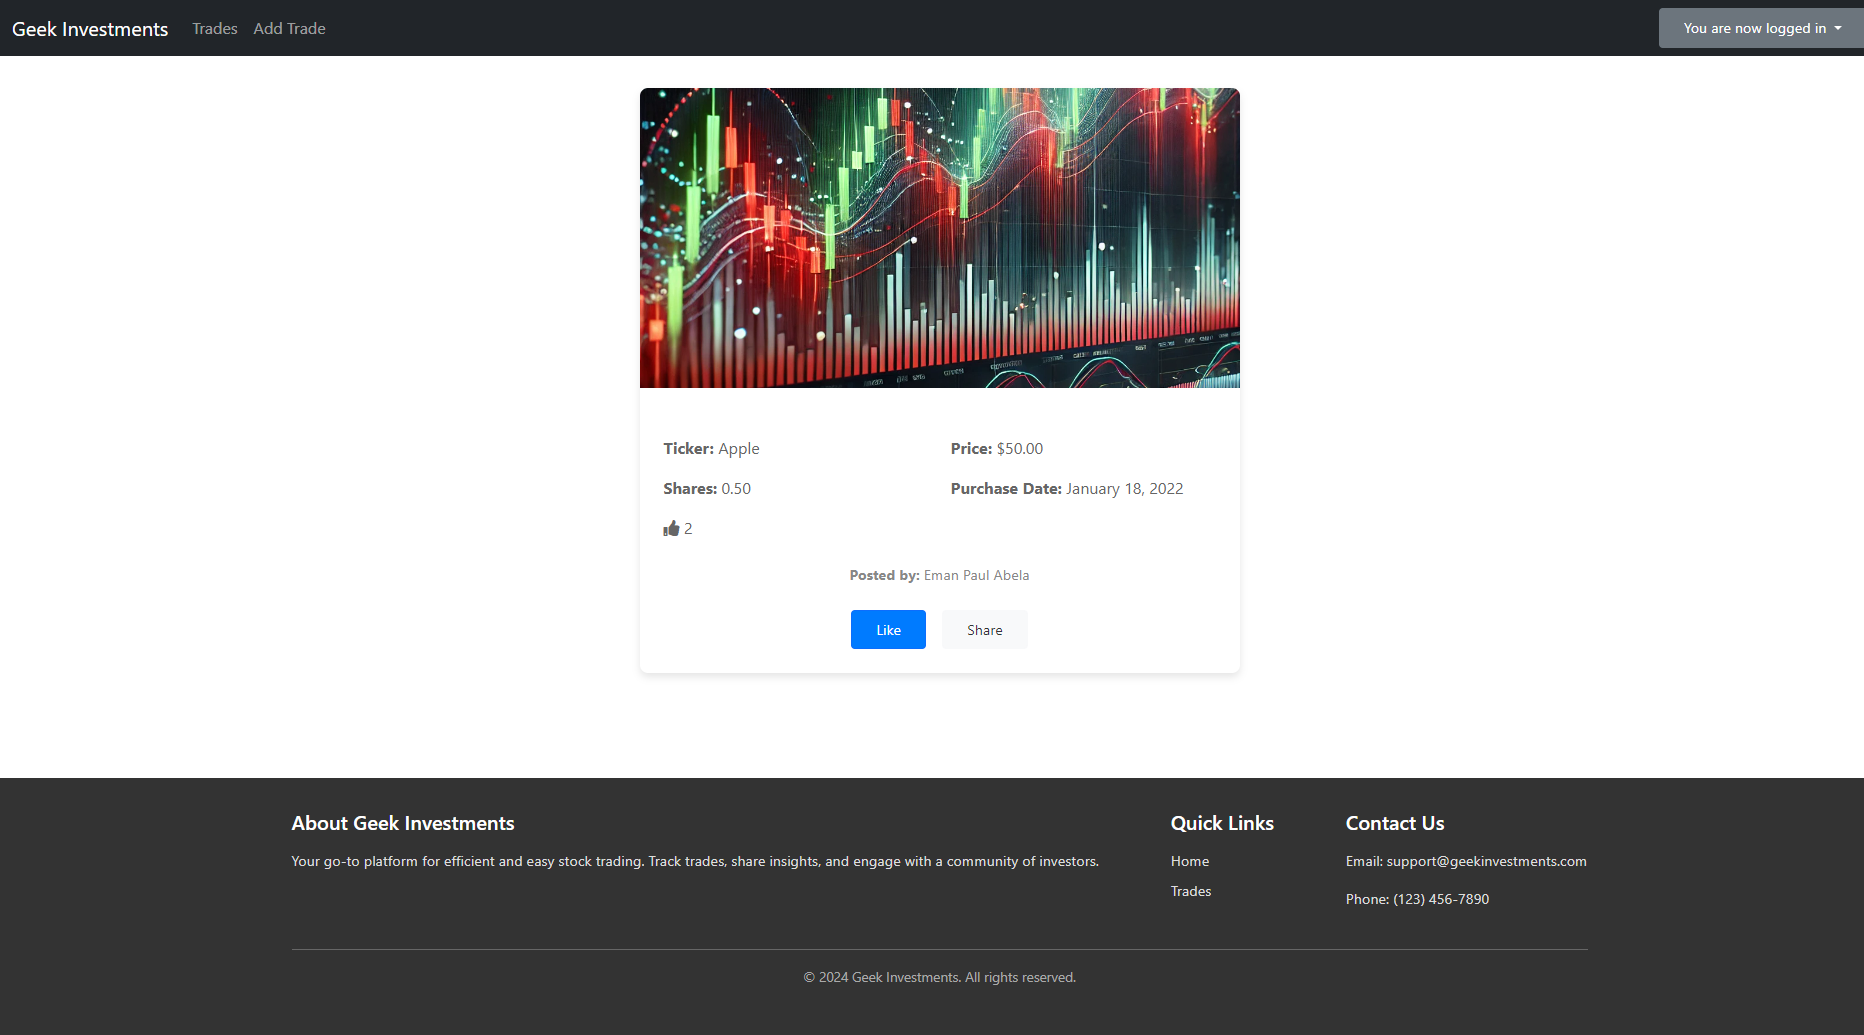 Geek Investments Trades Add Trade You are now logged in
Ticker: Apple Price: $50.00
Shares: 0.50 Purchase Date: January 18, 2022
2
Posted by: Eman Paul Abela
Like Share
About Geek Investments
Your go-to platform for efficient and easy stock trading. Track trades, share insights, and engage with a community of investors.
Quick Links
Home
Trades
Contact Us
Email: support@geekinvestments.com
Phone: (123) 456-7890
© 2024 Geek Investments. All rights reserved.